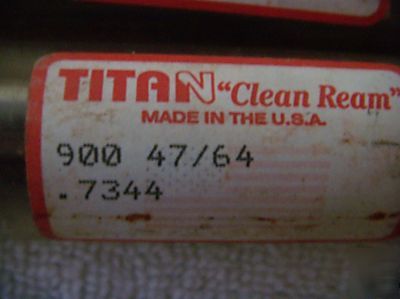 TITAN "Clean Ream"
MADE IN THE U.S.A.
900 47/64
.7344